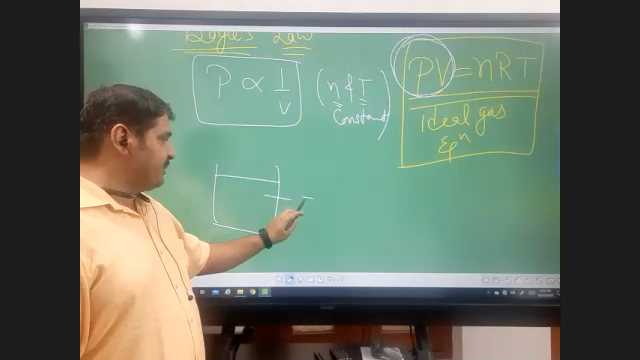 Boyle's Law
P ∝ 1/V
(n & T
Constant)
PV = nRT
Ideal gas
Eqⁿ